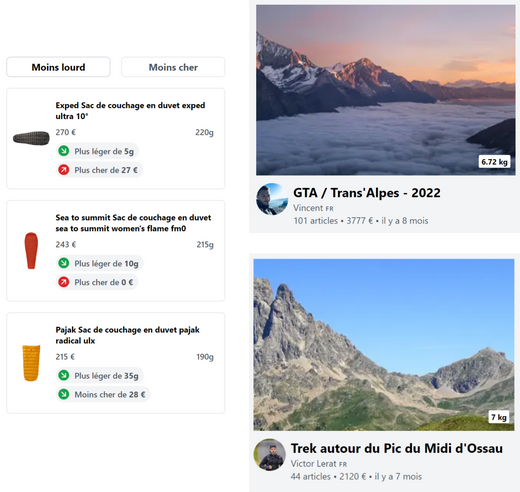 Moins lourd
Moins cher
Exped Sac de couchage en duvet exped
ultra 10°
270 €
220g
Plus léger de 5g
Plus cher de 27 €
Sea to summit Sac de couchage en duvet
sea to summit women's flame fm0
243 €
215g
Plus léger de 10g
Plus cher de 0 €
Pajak Sac de couchage en duvet pajak
radical ulx
215 €
190g
Plus léger de 35g
Moins cher de 28 €
6.72 kg
GTA / Trans'Alpes - 2022
Vincent FR
101 articles • 3777 € • il y a 8 mois
7 kg
Trek autour du Pic du Midi d'Ossau
Victor Lerat FR
44 articles • 2120 € • il y a 7 mois